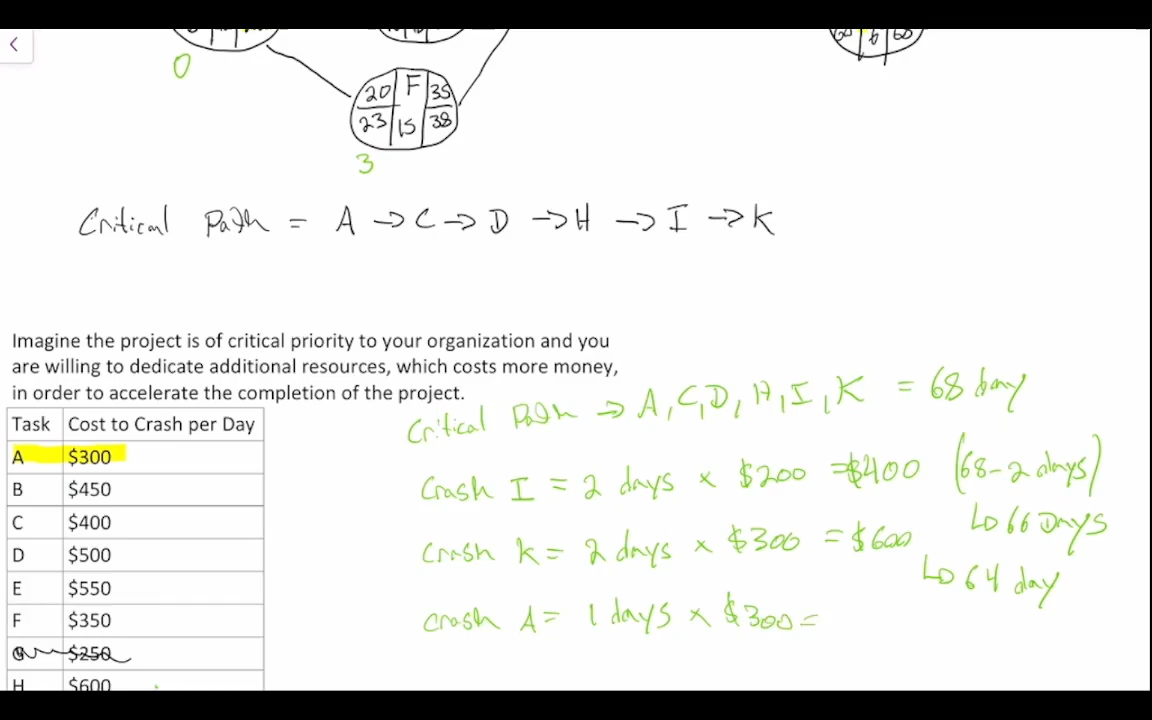 20 6 68
0
20 F 35
23 15 38
3
Critical Path = A → C → D → H → I → K
Imagine the project is of critical priority to your organization and you
are willing to dedicate additional resources, which costs more money,
in order to accelerate the completion of the project.
Critical Path → A, C, D, H, I, K = 68 day
Task Cost to Crash per Day
A $300
B $450
C $400
D $500
E $550
F $350
$250
H $600
Crash I = 2 days × $200 = $400 (68-2 days)
↳ 66 Days
Crash K = 2 days × $300 = $600
↳ 64 day
Crash A = 1 days × $300 =